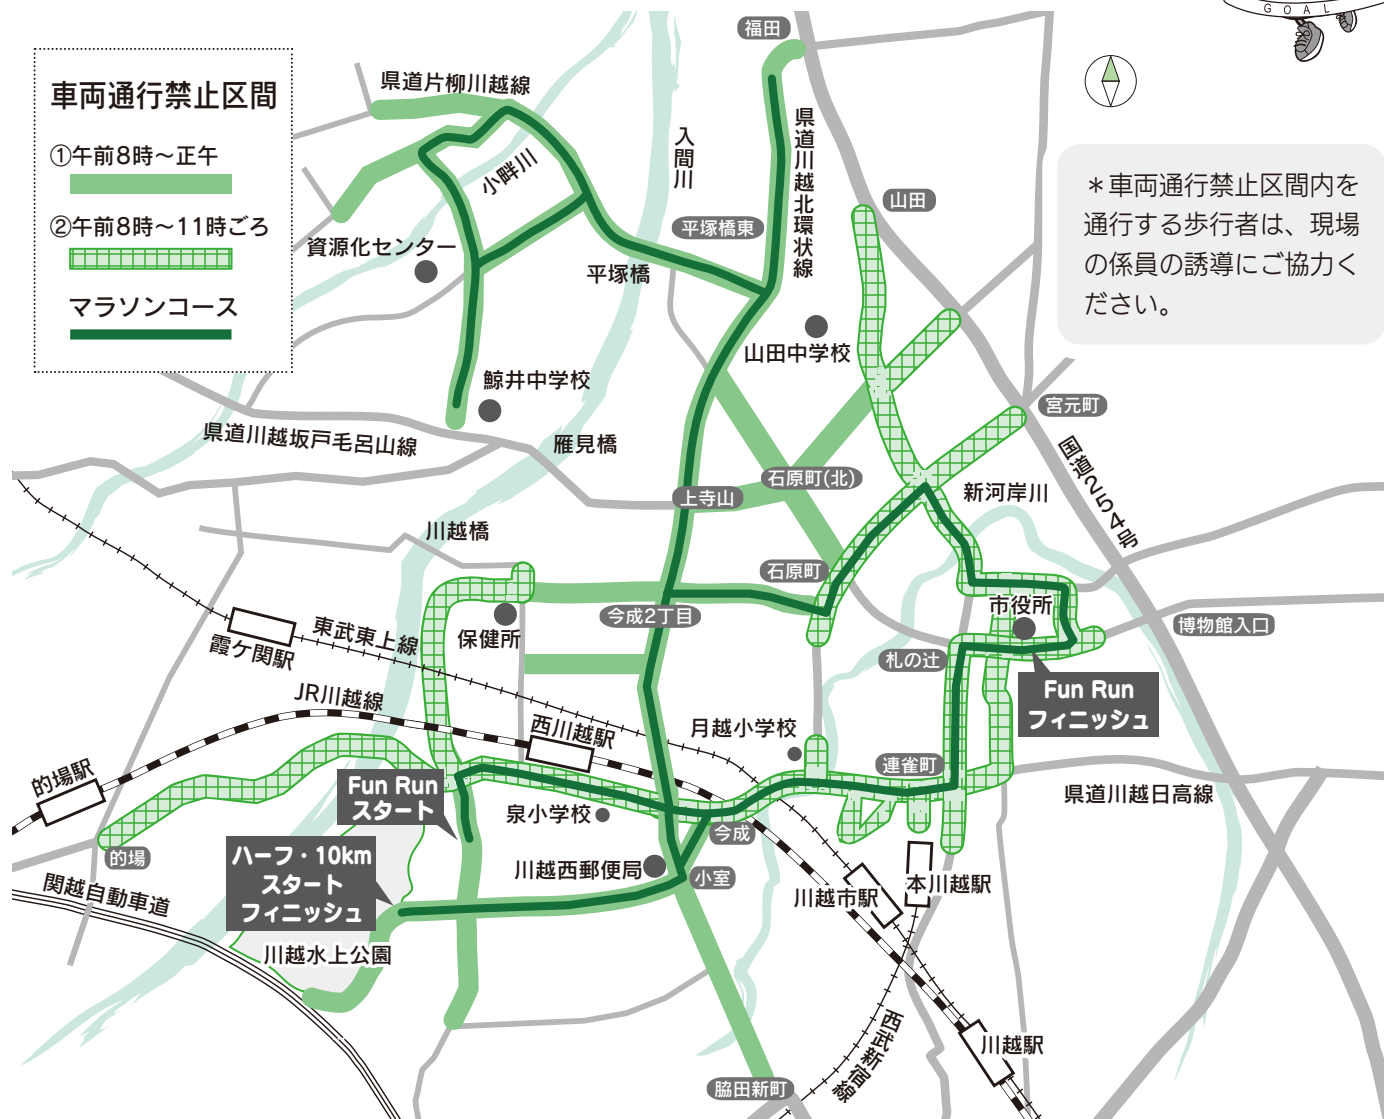 GOAL
福田
車両通行禁止区間
①午前8時～正午
②午前8時～11時ごろ
マラソンコース
県道片柳川越線
小畔川
入間川
県道川越北環状線
＊車両通行禁止区間内を
通行する歩行者は、現場
の係員の誘導にご協力く
ださい。
山田
平塚橋東
資源化センター
平塚橋
山田中学校
鯨井中学校
宮元町
県道川越坂戸毛呂山線
雁見橋
国道254号
石原町(北)
上寺山
新河岸川
川越橋
石原町
今成2丁目
市役所
保健所
東武東上線
霞ケ関駅
博物館入口
札の辻
Fun Run
フィニッシュ
JR川越線
西川越駅
月越小学校
連雀町
的場駅
Fun Run
スタート
県道川越日高線
泉小学校
今成
的場
ハーフ・10km
スタート
フィニッシュ
川越西郵便局
小室
川越市駅
本川越駅
関越自動車道
川越水上公園
西武新宿線
川越駅
脇田新町